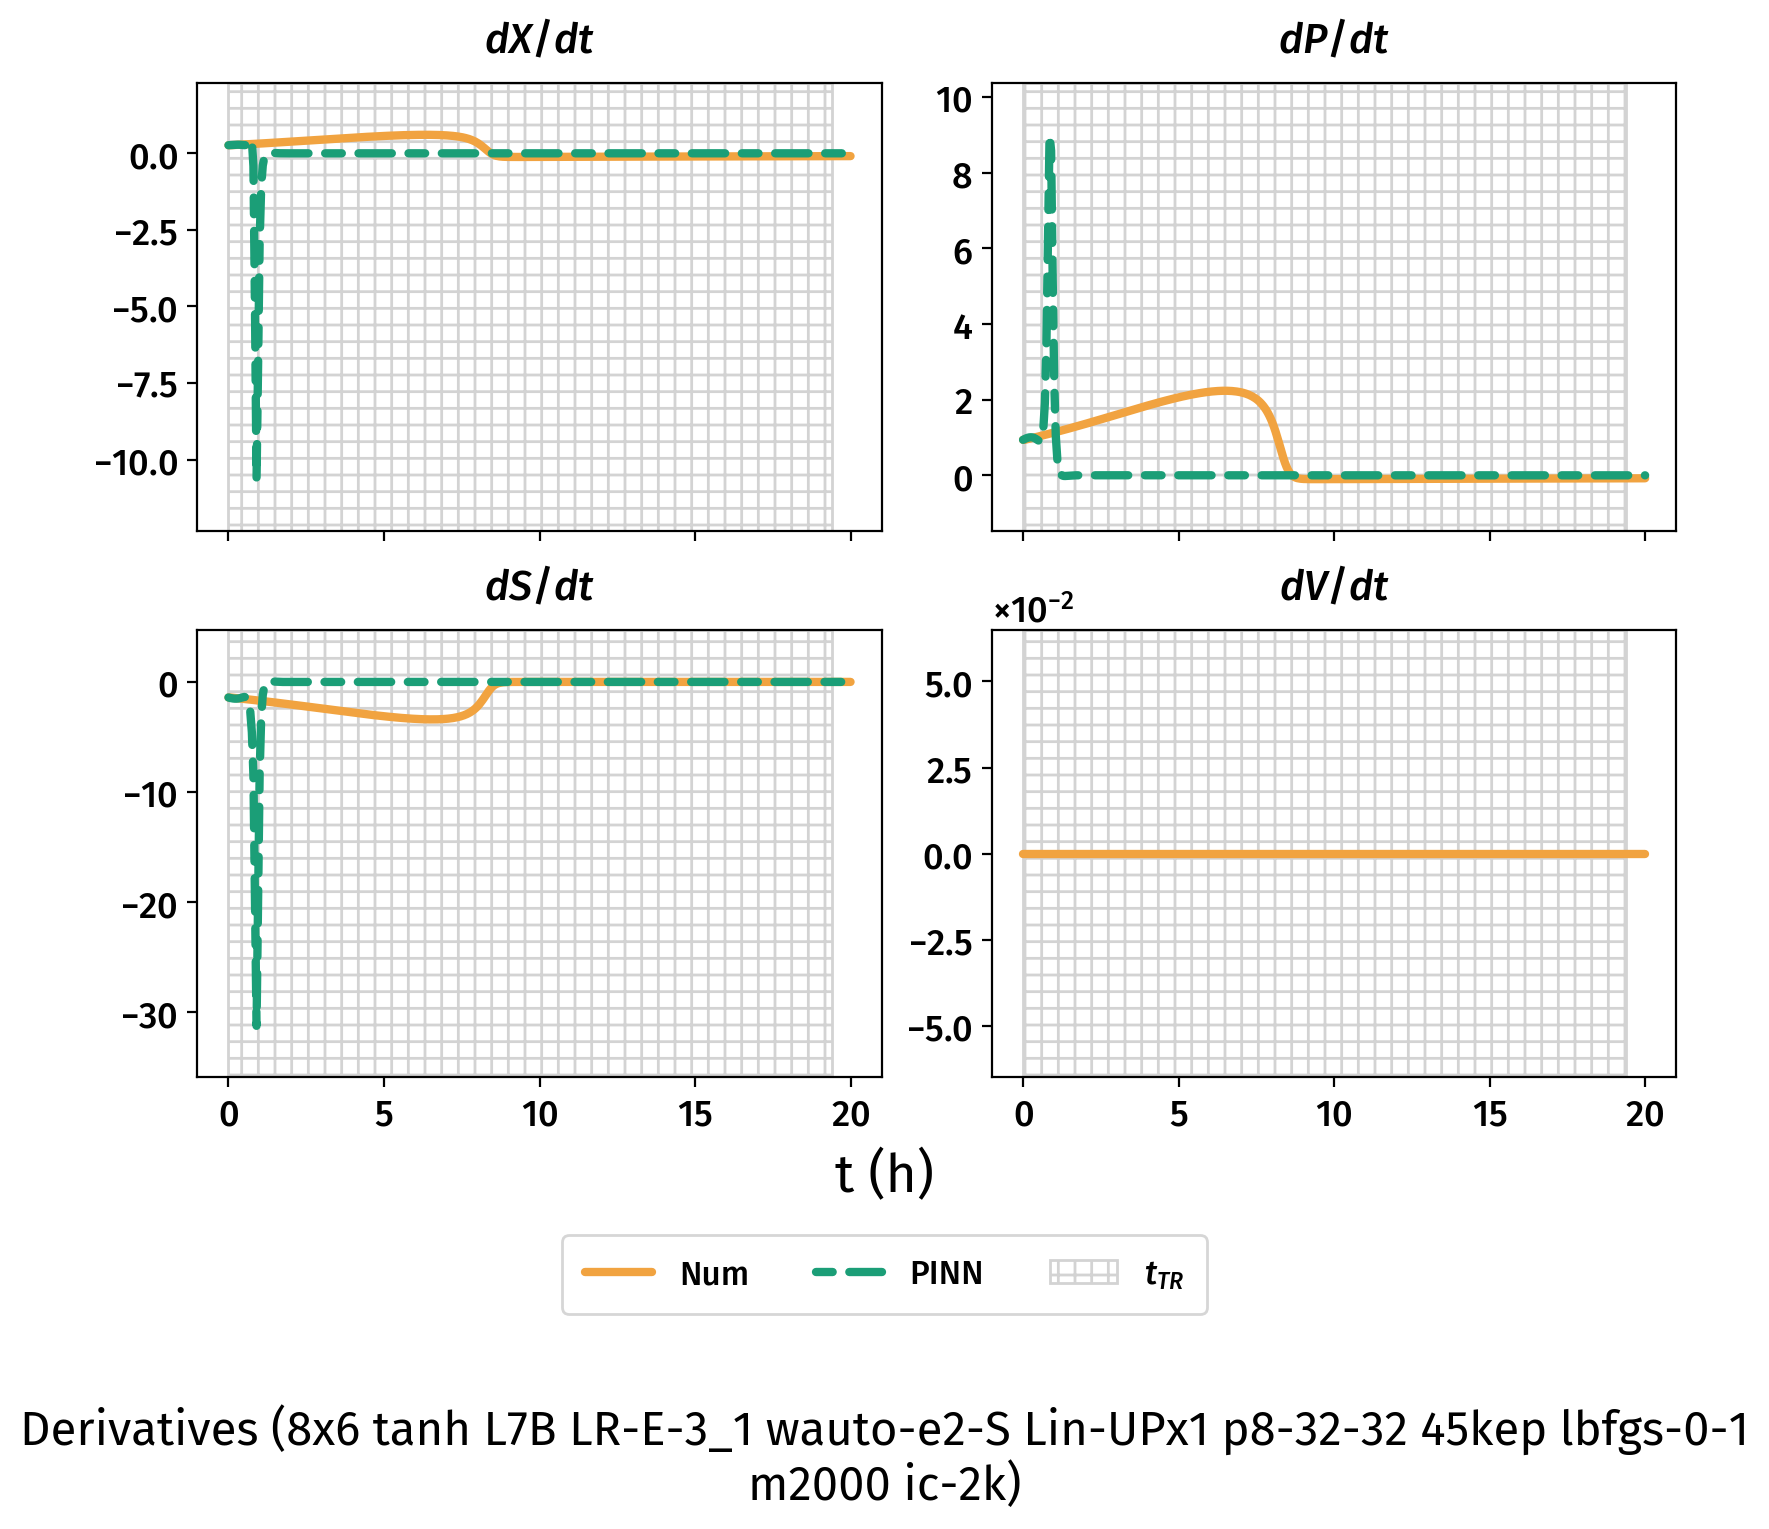 dX/dt
dP/dt
0.0
−2.5
−5.0
−7.5
−10.0
10
8
6
4
2
0
dS/dt
dV/dt
×10⁻²
0
−10
−20
−30
5.0
2.5
0.0
−2.5
−5.0
0 5 10 15 20
0 5 10 15 20
t (h)
Num PINN t_TR
Derivatives (8x6 tanh L7B LR-E-3_1 wauto-e2-S Lin-UPx1 p8-32-32 45kep lbfgs-0-1
m2000 ic-2k)